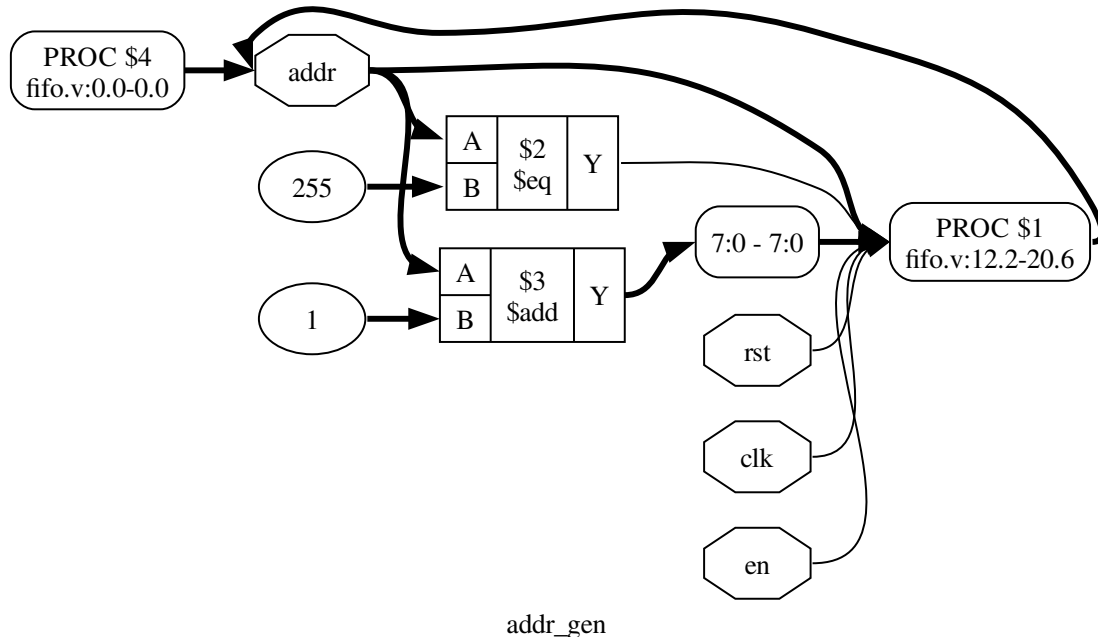 PROC $4
fifo.v:0.0-0.0
addr
255
1
A
B
$2
$eq
Y
A
B
$3
$add
Y
7:0 - 7:0
rst
clk
en
PROC $1
fifo.v:12.2-20.6
addr_gen